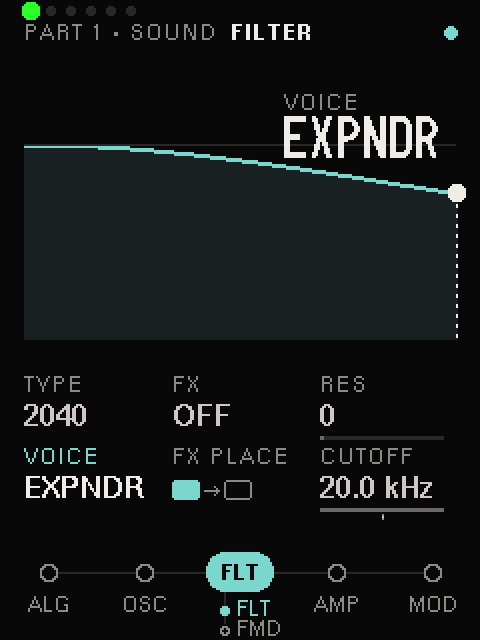 PART 1 · SOUND FILTER
VOICE
EXPNDR
TYPE FX RES
2040 OFF 0
VOICE FX PLACE CUTOFF
EXPNDR → 20.0 kHz
FLT
ALG OSC FLT AMP MOD
FMD